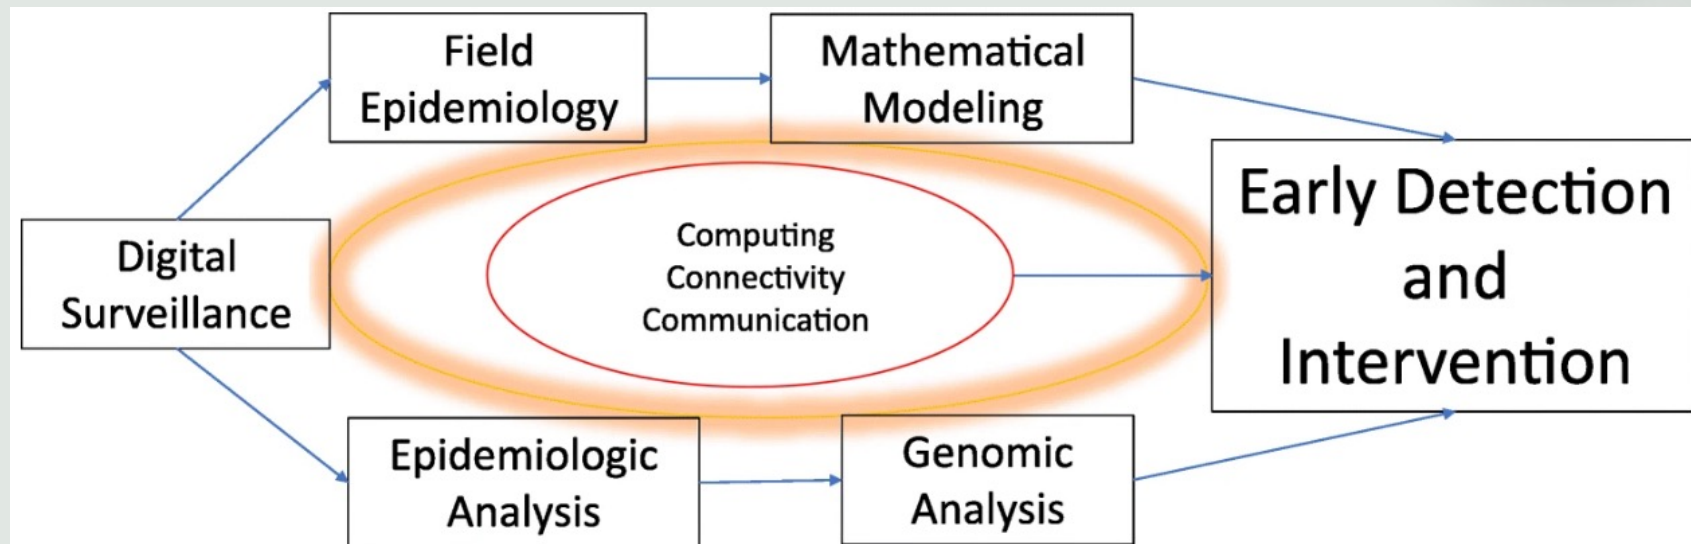 Field
Epidemiology
Mathematical
Modeling
Digital
Surveillance
Computing
Connectivity
Communication
Early Detection
and
Intervention
Epidemiologic
Analysis
Genomic
Analysis